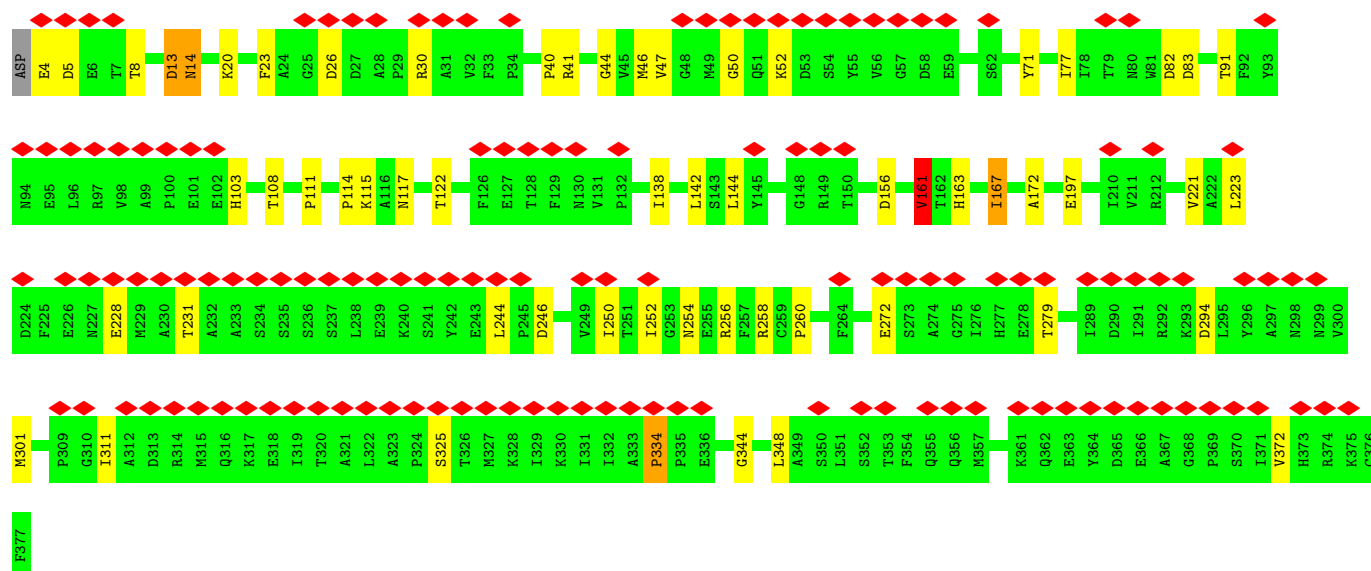 ASP E4 D5 E6 T7 T8 D13 N14 K20 F23 A24 G25 D26 D27 A28 P29 R30 A31 V32 F33 P34 P40 R41 G44 V45 M46 V47 G48 M49 G50 Q51 K52 D53 S54 Y55 V56 G57 D58 E59 S62 Y71 I77 I78 T79 N80 W81 D82 D83 T91 F92 Y93
N94 E95 L96 R97 V98 A99 P100 E101 E102 H103 T108 P111 P114 K115 A116 N117 T122 F126 E127 T128 F129 N130 V131 P132 I138 L142 S143 L144 Y145 G148 R149 T150 D156 V161 T162 H163 I167 A172 E197 I210 V211 R212 V221 A222 L223
D224 F225 E226 N227 E228 M229 A230 T231 A232 A233 S234 S235 S236 S237 L238 E239 K240 S241 Y242 E243 L244 P245 D246 V249 I250 T251 I252 G253 N254 E255 R256 F257 R258 C259 P260 F264 E272 S273 A274 G275 I276 H277 E278 T279 I289 D290 I291 R292 K293 D294 L295 Y296 A297 N298 N299 V300
M301 P309 G310 I311 A312 D313 R314 M315 Q316 K317 E318 I319 T320 A321 L322 A323 P324 S325 T326 M327 K328 I329 K330 I331 I332 A333 P334 P335 E336 G344 L348 A349 S350 L351 S352 T353 F354 Q355 Q356 M357 K361 Q362 E363 Y364 D365 E366 A367 G368 P369 S370 I371 V372 H373 R374 K375 C376
F377